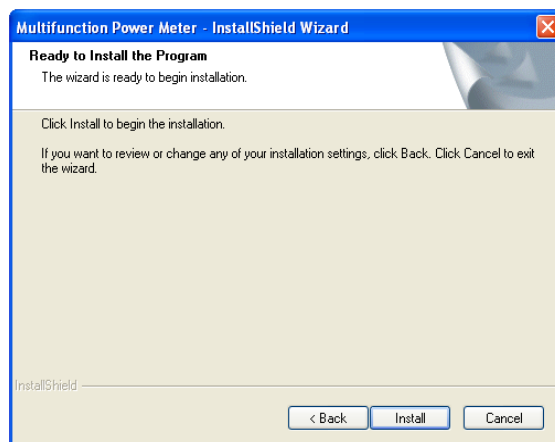 Multifunction Power Meter - InstallShield Wizard
Ready to Install the Program
The wizard is ready to begin installation.
Click Install to begin the installation.
If you want to review or change any of your installation settings, click Back. Click Cancel to exit
the wizard.
InstallShield
< Back Install Cancel